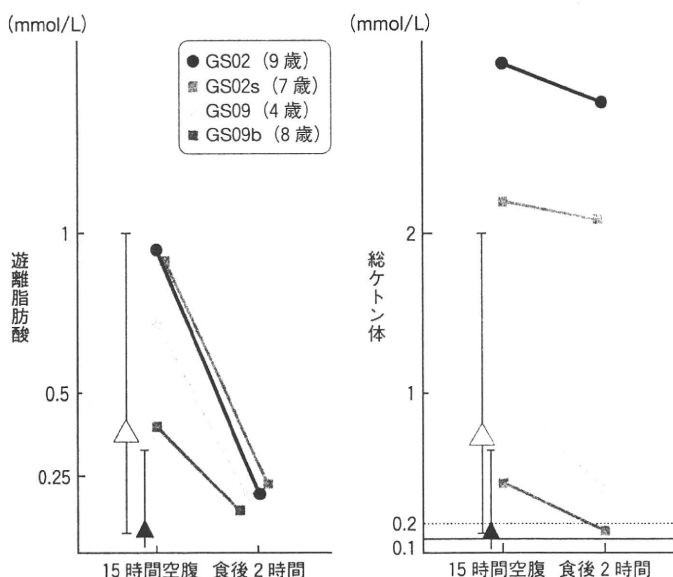 (mmol/L)
GS02 (9歳)
GS02s (7歳)
GS09 (4歳)
GS09b (8歳)
遊離脂肪酸
1
0.5
0.25
15時間空腹 食後2時間
(mmol/L)
総ケトン体
2
1
0.2
0.1
15時間空腹 食後2時間